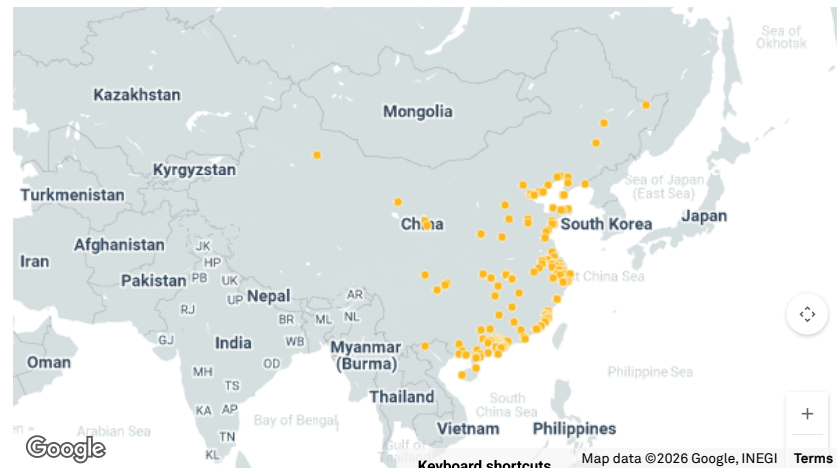 Sea of
Okhotsk
Kazakhstan
Mongolia
Kyrgyzstan
Sea of Japan
(East Sea)
Turkmenistan
Japan
China
South Korea
Afghanistan
JK
Iran
HP
t China Sea
Pakistan
PB
UK
Nepal
UP
AR
RJ
BR
ML
NL
GJ
India
WB
Myanmar
(Burma)
Oman
OD
MH
Philippine Sea
TS
Thailand
South
China Sea
KA
AP
Bay of Bengal
Arabian Sea
Vietnam
Philippines
TN
Gulf of
KL
Google
Keyboard shortcuts
Map data ©2026 Google, INEGI
Terms